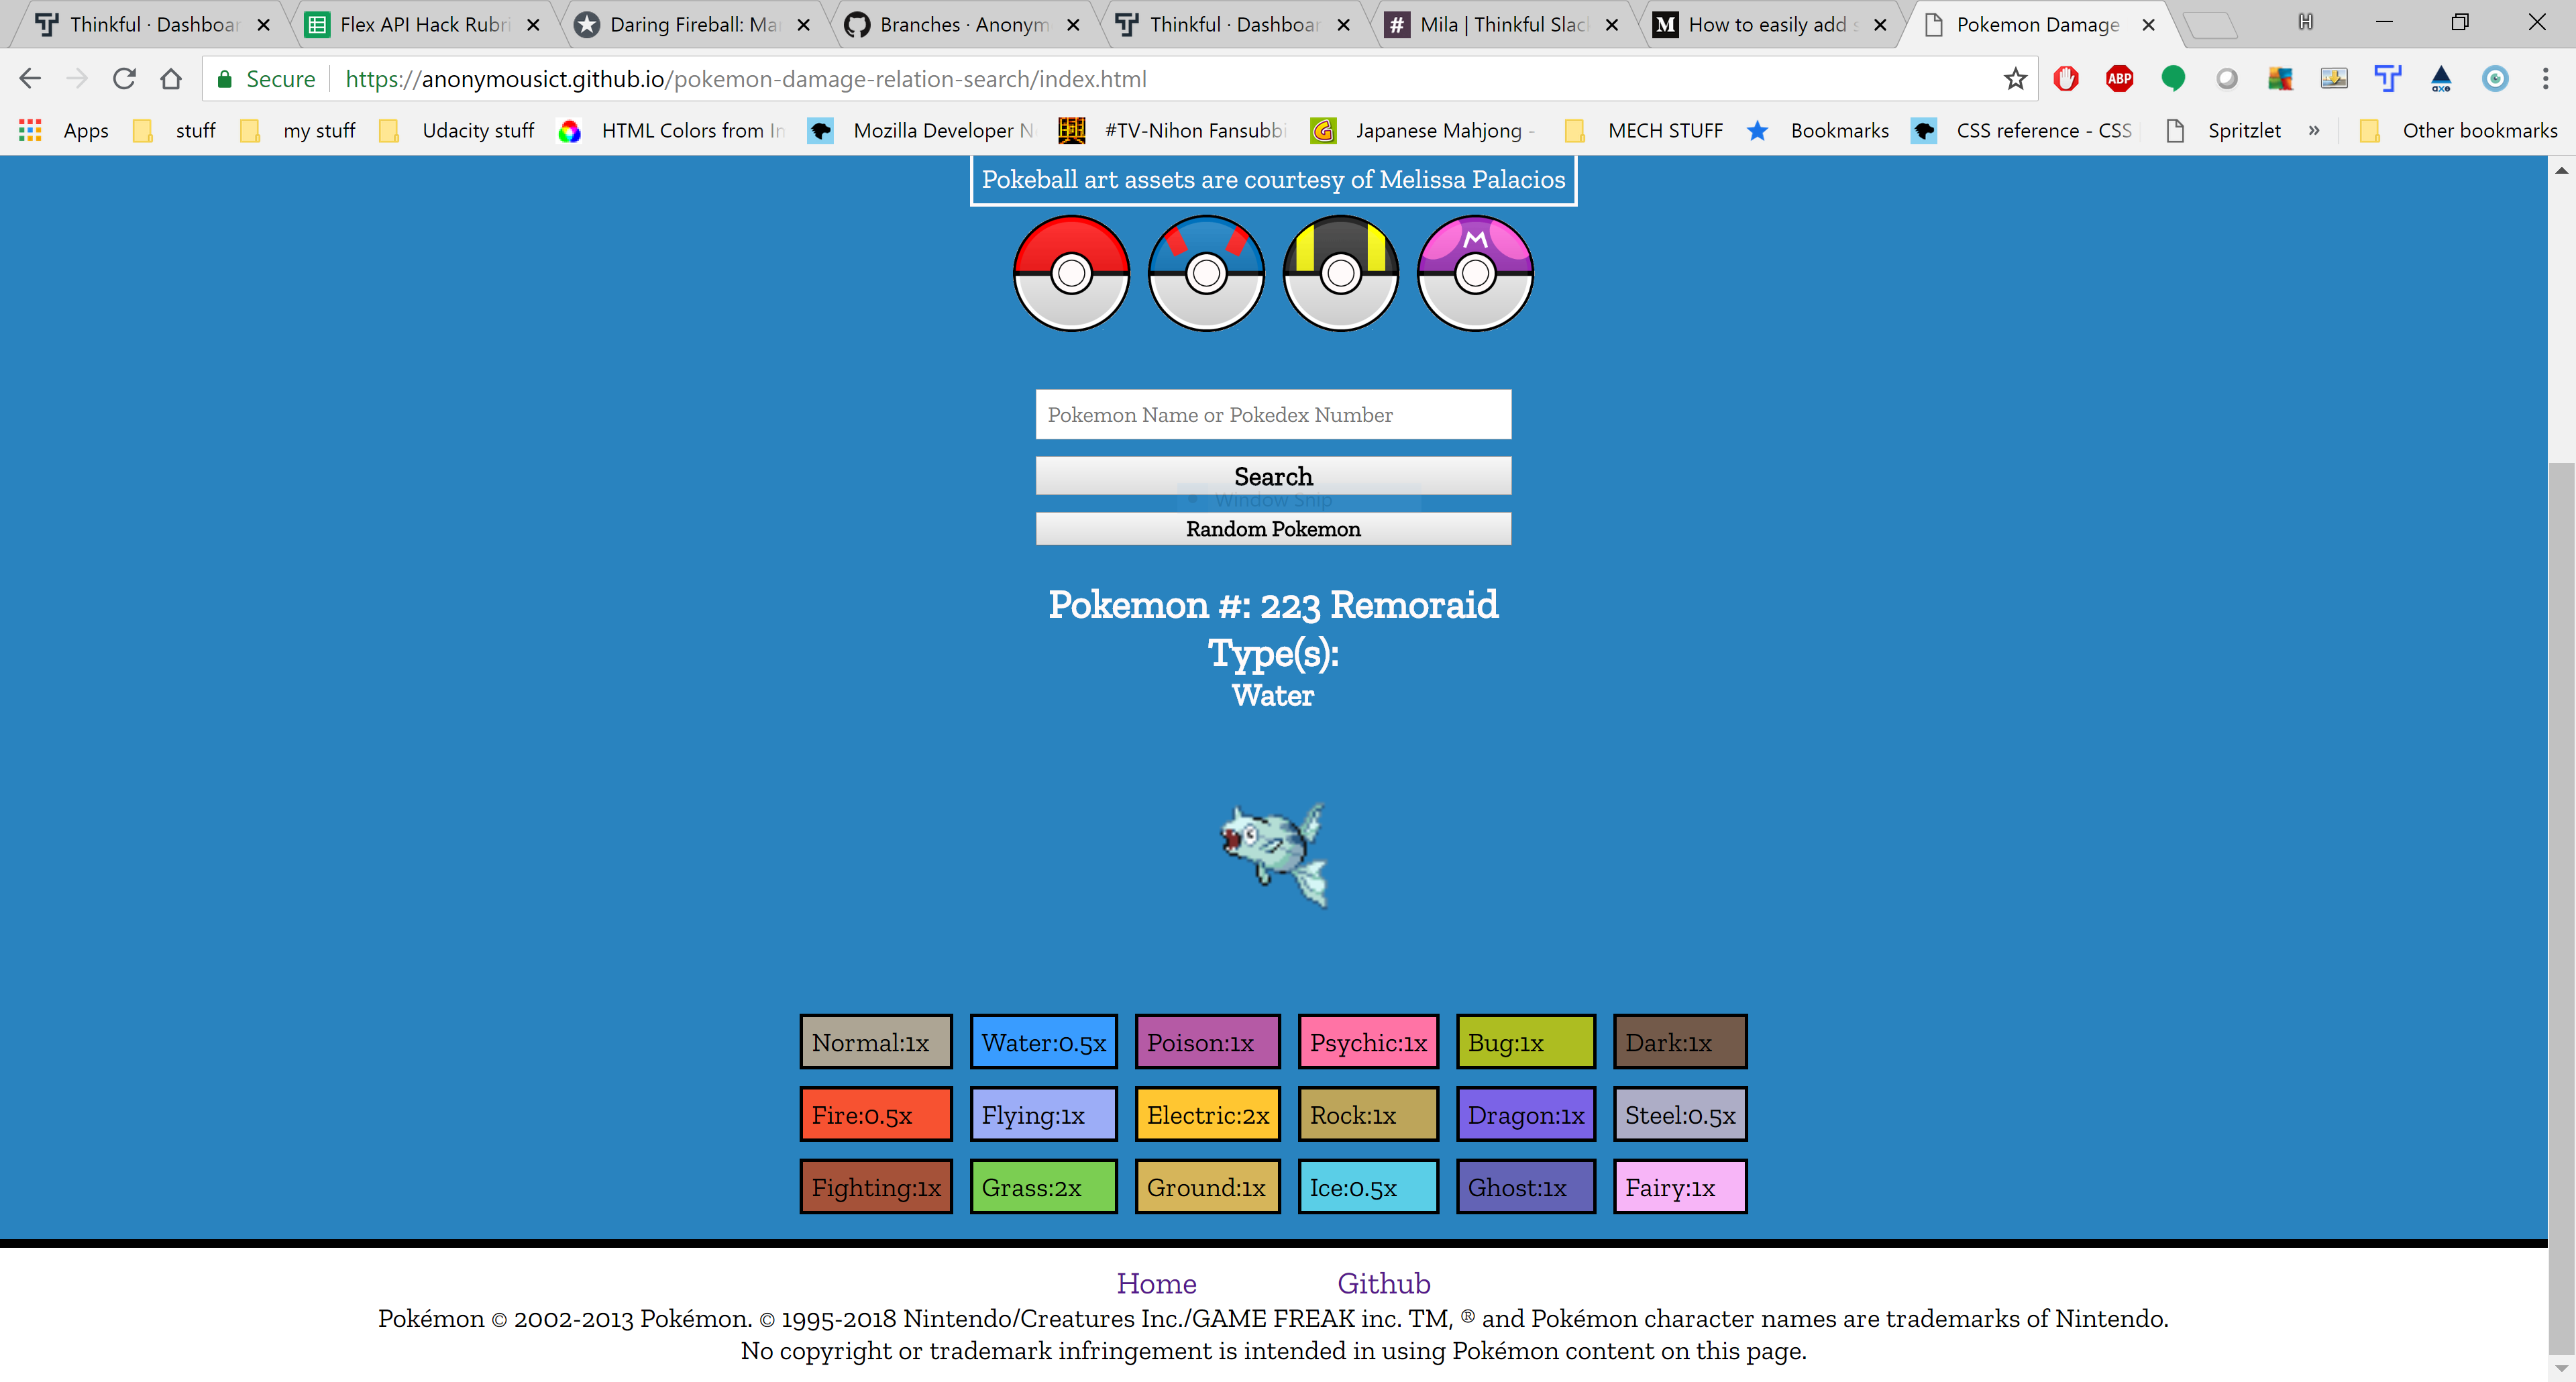 Thinkful · Dashboar
Flex API Hack Rubri
Daring Fireball: Mar
Branches · Anonym
Thinkful · Dashboar
# Mila | Thinkful Slac
M How to easily add s
Pokemon Damage
Secure https://anonymousict.github.io/pokemon-damage-relation-search/index.html
ABP
axe
Apps stuff my stuff Udacity stuff HTML Colors from Im Mozilla Developer N #TV-Nihon Fansubbi Japanese Mahjong - MECH STUFF Bookmarks CSS reference - CSS Spritzlet » Other bookmarks
Pokeball art assets are courtesy of Melissa Palacios
M
Pokemon Name or Pokedex Number
Search
Window Snip
Random Pokemon
Pokemon #: 223 Remoraid
Type(s):
Water
Normal:1x Water:0.5x Poison:1x Psychic:1x Bug:1x Dark:1x
Fire:0.5x Flying:1x Electric:2x Rock:1x Dragon:1x Steel:0.5x
Fighting:1x Grass:2x Ground:1x Ice:0.5x Ghost:1x Fairy:1x
Home Github
Pokémon © 2002-2013 Pokémon. © 1995-2018 Nintendo/Creatures Inc./GAME FREAK inc. TM, ® and Pokémon character names are trademarks of Nintendo.
No copyright or trademark infringement is intended in using Pokémon content on this page.